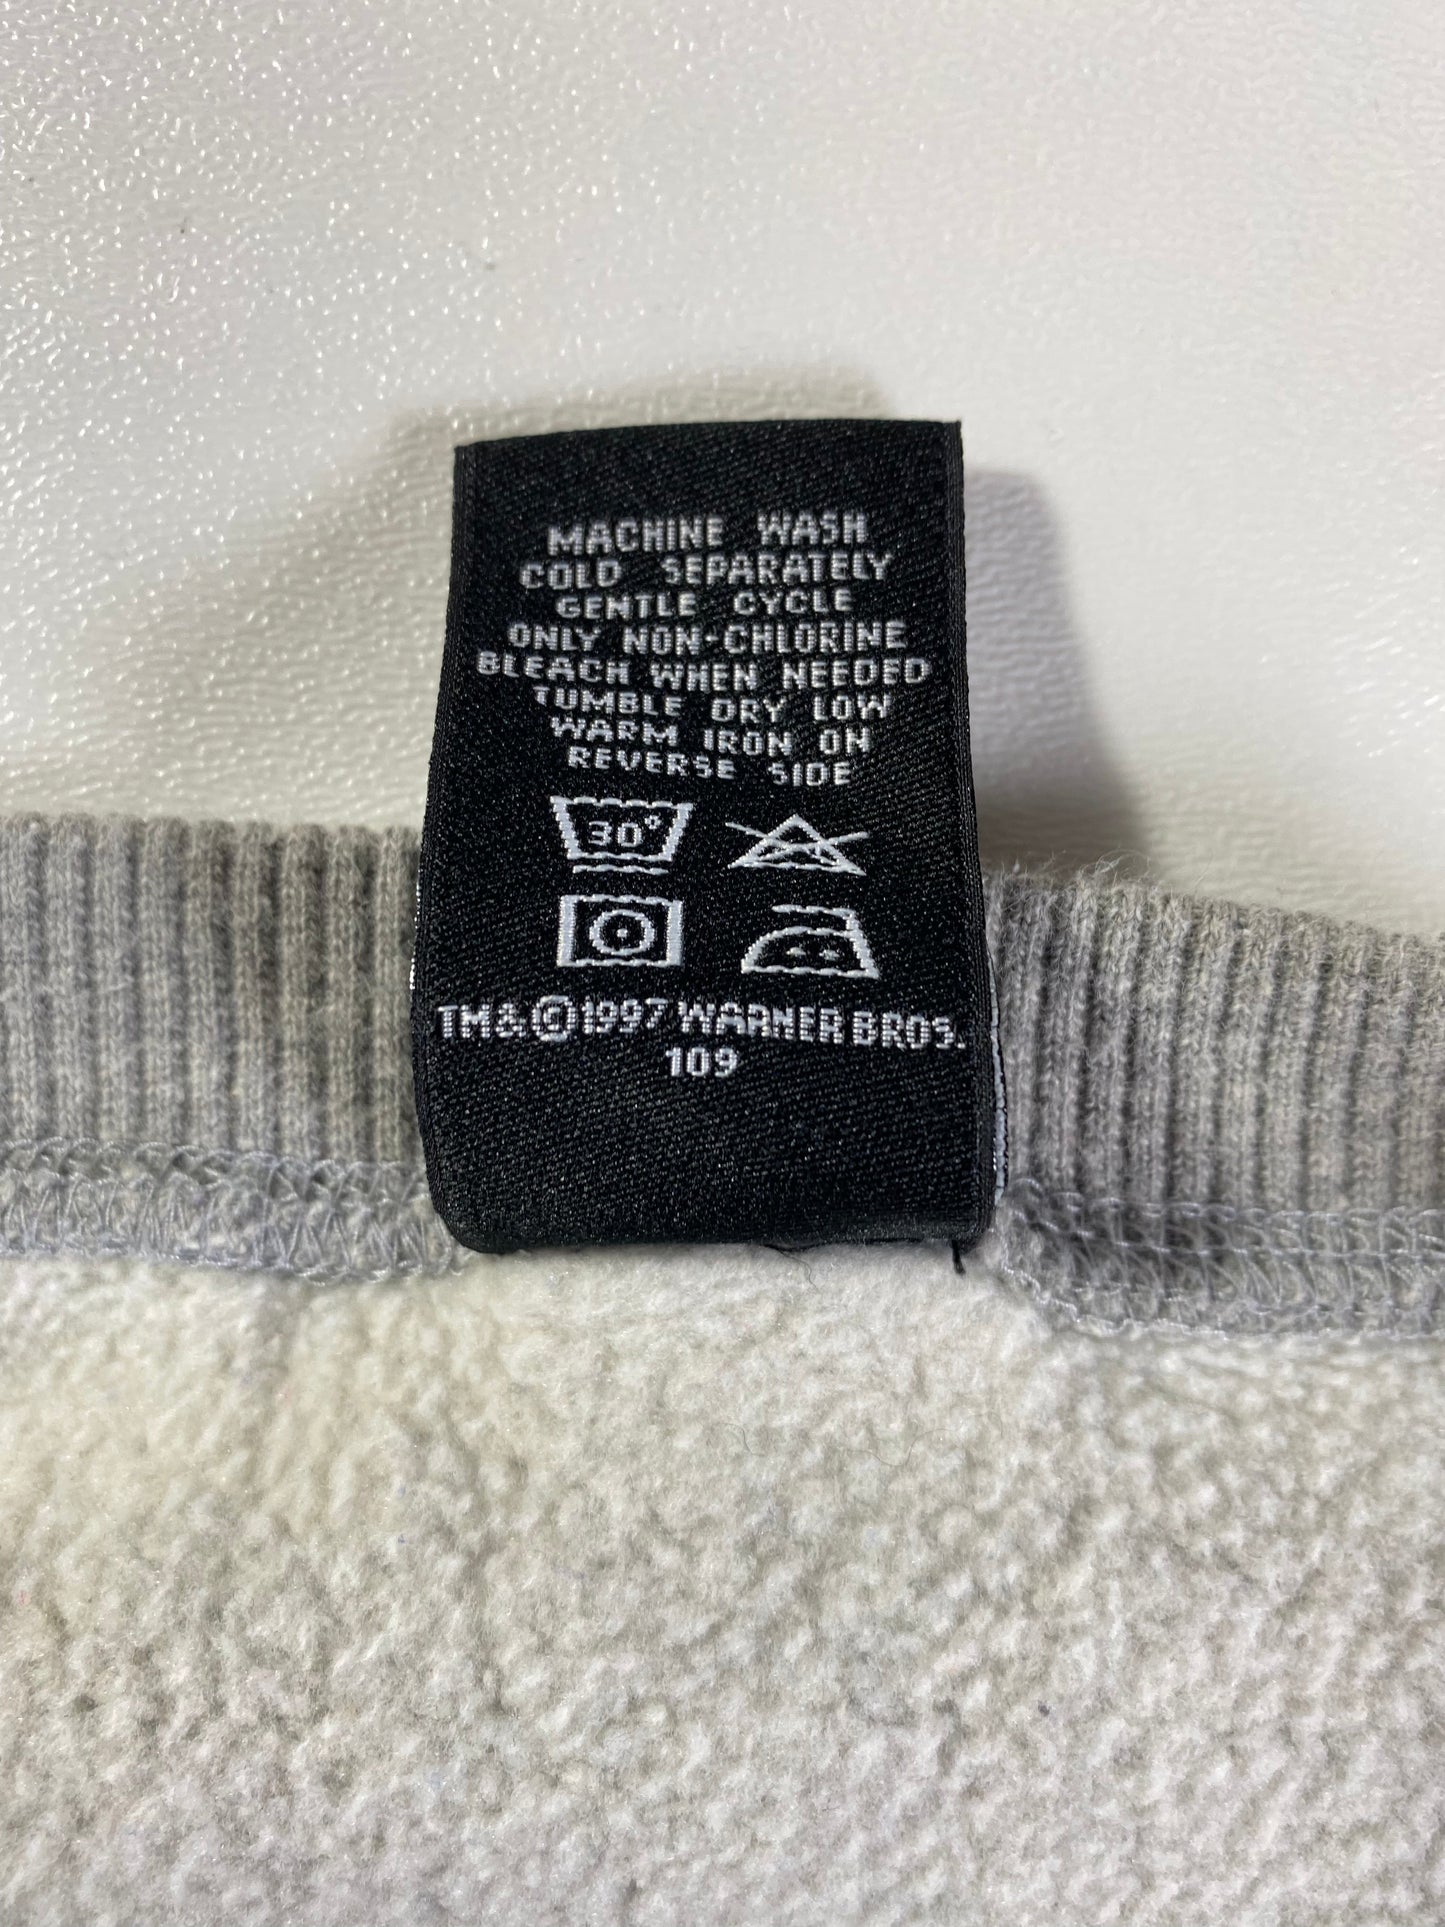 MACHINE WASH
COLD SEPARATELY
GENTLE CYCLE
ONLY NON-CHLORINE
BLEACH WHEN NEEDED
TUMBLE DRY LOW
WARM IRON ON
REVERSE SIDE
30°
TM&©1997 WARNER BROS.
109